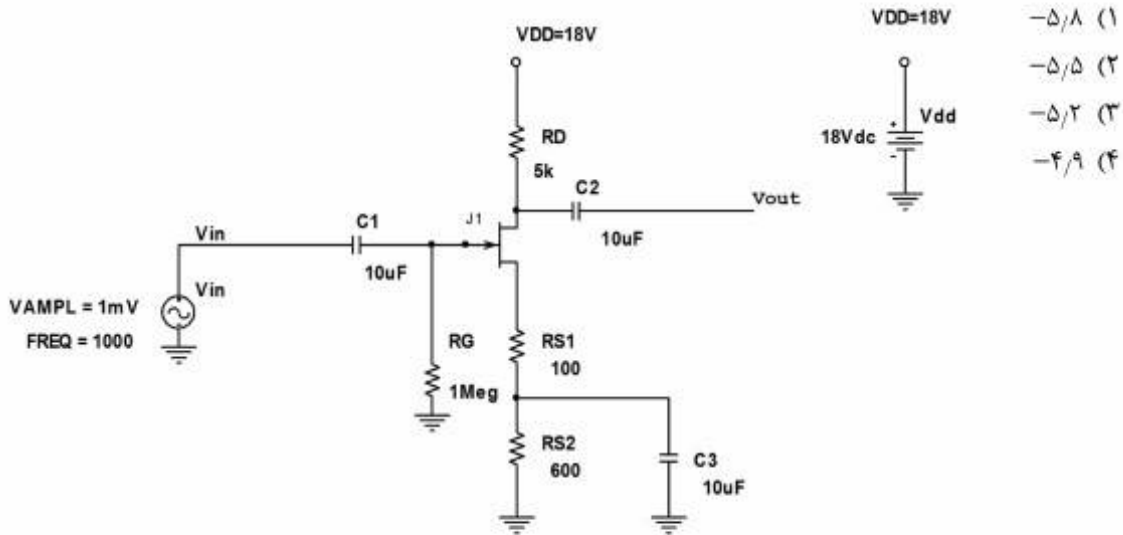 VDD=18V
VDD=18V
۱) -۵/۸
۲) -۵/۵
۳) -۵/۲
۴) -۴/۹
RD
5k
18Vdc
+
Vdd
-
C2
Vout
10uF
J1
C1
Vin
10uF
Vin
VAMPL = 1mV
FREQ = 1000
RG
1Meg
RS1
100
RS2
600
C3
10uF